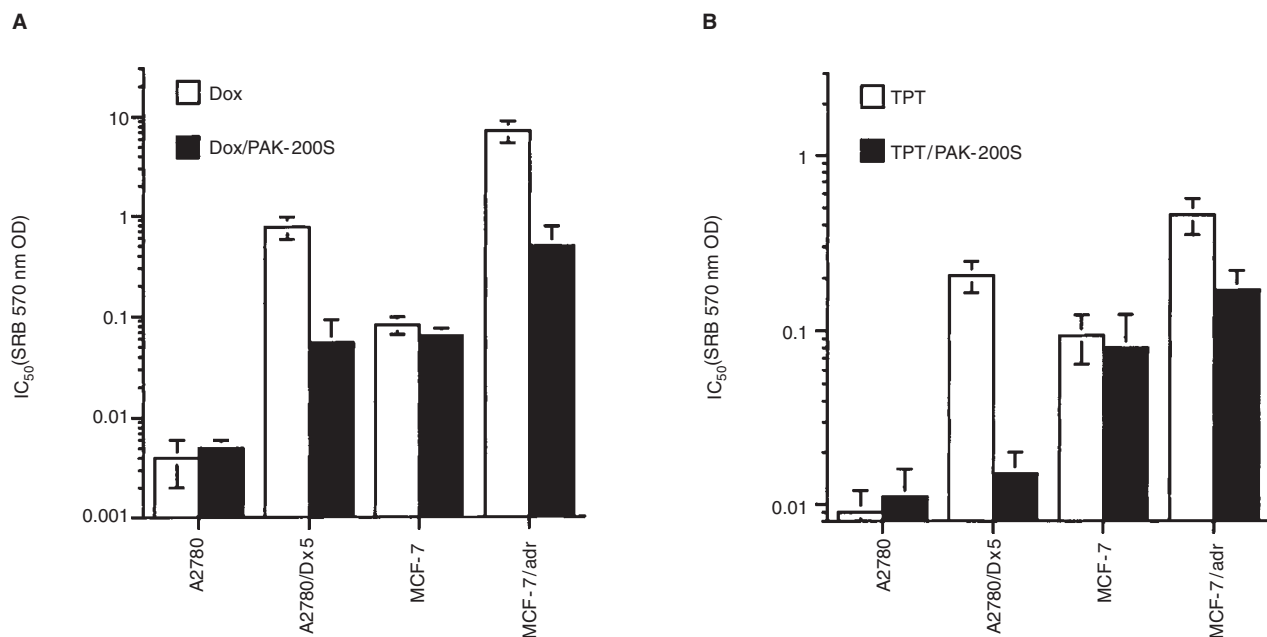 A
IC50(SRB 570 nm OD)
10
1
0.1
0.01
0.001
Dox
Dox/PAK-200S
A2780
A2780/Dx5
MCF-7
MCF-7/adr
B
IC50(SRB 570 nm OD)
1
0.1
0.01
TPT
TPT/PAK-200S
A2780
A2780/Dx5
MCF-7
MCF-7/adr